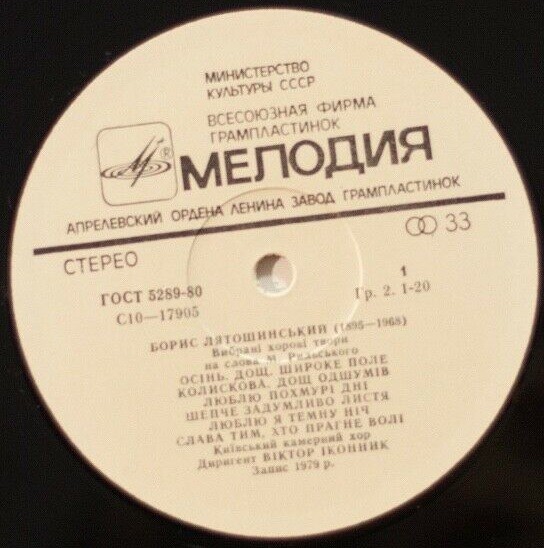 МИНИСТЕРСТВО
КУЛЬТУРЫ СССР
ВСЕСОЮЗНАЯ ФИРМА
ГРАМПЛАСТИНОК
® МЕЛОДИЯ
АПРЕЛЕВСКИЙ ОРДЕНА ЛЕНИНА ЗАВОД ГРАМПЛАСТИНОК
СТЕРЕО
33
ГОСТ 5289-80
1
С10—17905
Гр. 2. 1-20
БОРИС ЛЯТОШИНСЬКИЙ (1895—1968)
Вибрані хорові твори
на слова М. Рильського
ОСІНЬ. ДОЩ. ШИРОКЕ ПОЛЕ
КОЛИСКОВА. ДОЩ ОДШУМІВ
ЛЮБЛЮ ПОХМУРІ ДНІ
ШЕПЧЕ ЗАДУМЛИВО ЛИСТЯ
ЛЮБЛЮ Я ТЕМНУ НІЧ
СЛАВА ТИМ, ХТО ПРАГНЕ ВОЛІ
Київський камерний хор
Диригент ВІКТОР ІКОННИК
Запис 1979 р.